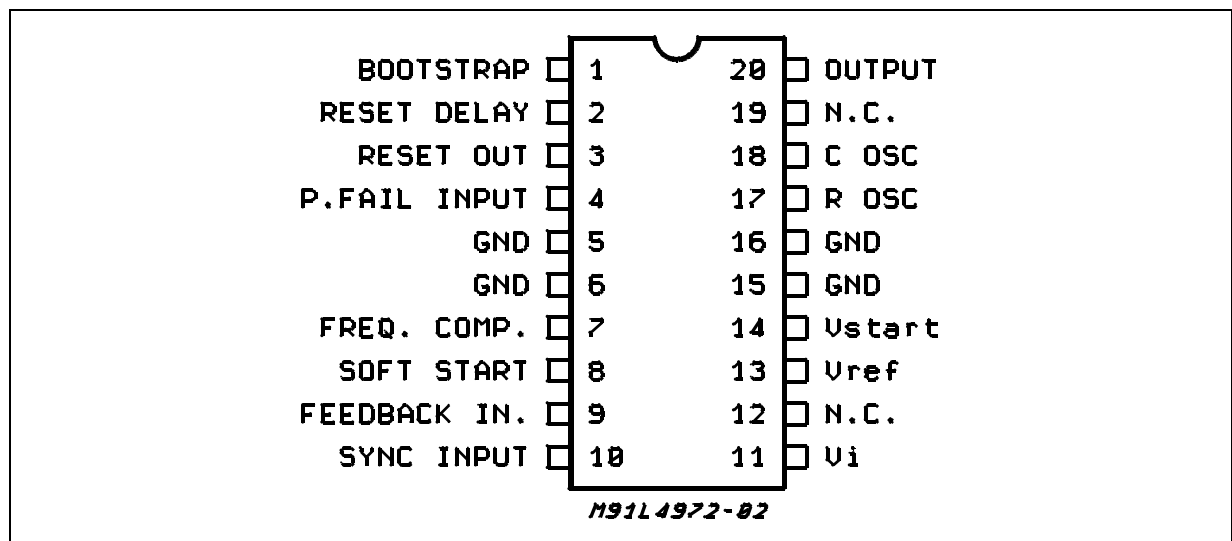 BOOTSTRAP 1 20 OUTPUT
RESET DELAY 2 19 N.C.
RESET OUT 3 18 C OSC
P.FAIL INPUT 4 17 R OSC
GND 5 16 GND
GND 6 15 GND
FREQ. COMP. 7 14 Vstart
SOFT START 8 13 Vref
FEEDBACK IN. 9 12 N.C.
SYNC INPUT 10 11 Vi
M91L4972-02